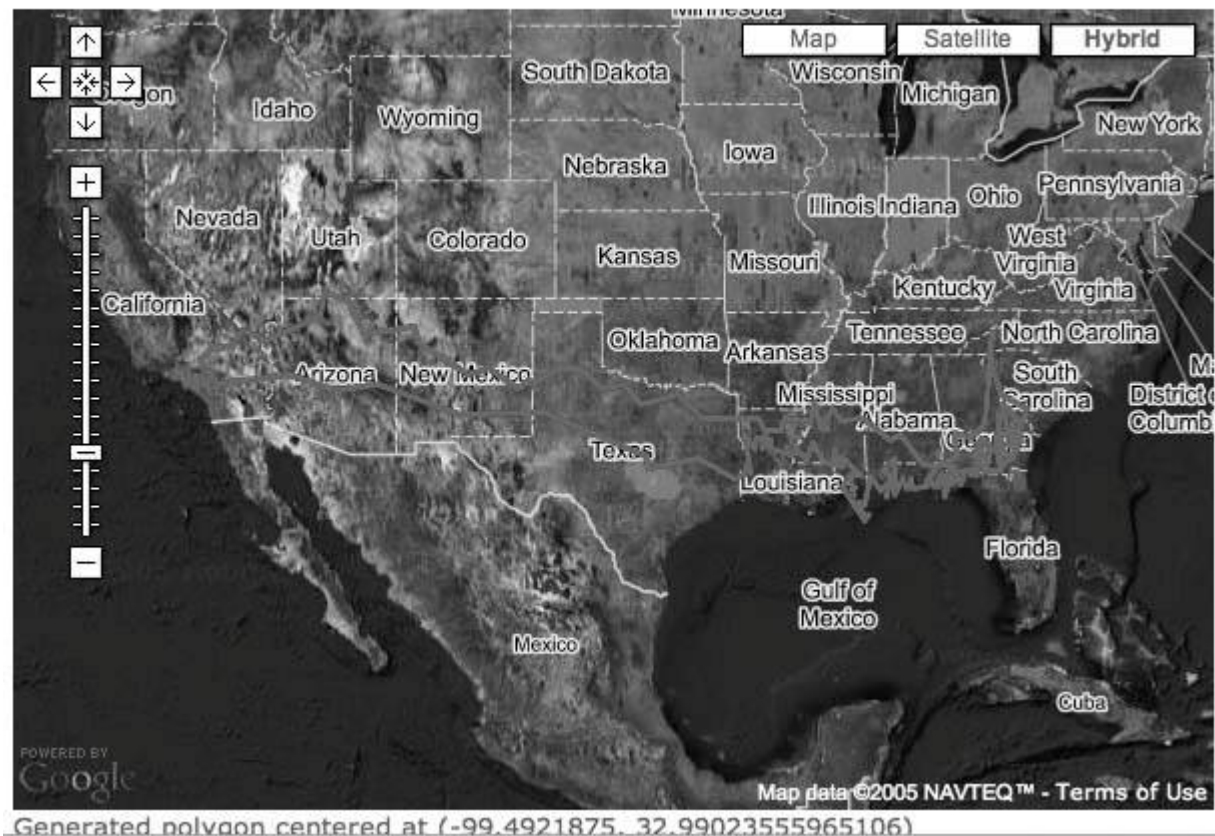 Minnesota
Map
Satellite
Hybrid
Oregon
Idaho
Wyoming
South Dakota
Wisconsin
Michigan
New York
Nebraska
Iowa
Illinois
Indiana
Ohio
Pennsylvania
Nevada
Utah
Colorado
Kansas
Missouri
West
Virginia
Kentucky
Virginia
California
Oklahoma
Arkansas
Tennessee
North Carolina
Arizona
New Mexico
Mississippi
Alabama
South
Carolina
Georgia
Ma
District o
Columb
Texas
Louisiana
Florida
Gulf of
Mexico
Mexico
Cuba
POWERED BY
Google
Map data ©2005 NAVTEQ™ - Terms of Use
Generated polygon centered at (-99.4921875, 32.990235555965106)